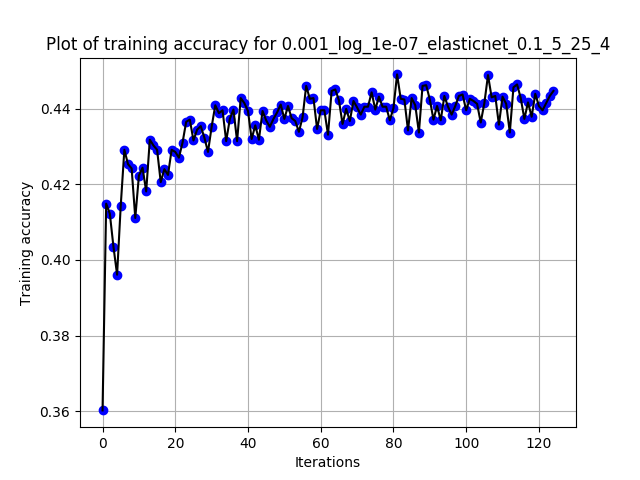 Plot of training accuracy for 0.001_log_1e-07_elasticnet_0.1_5_25_4
0.44
0.42
0.40
0.38
0.36
Training accuracy
0 20 40 60 80 100 120
Iterations